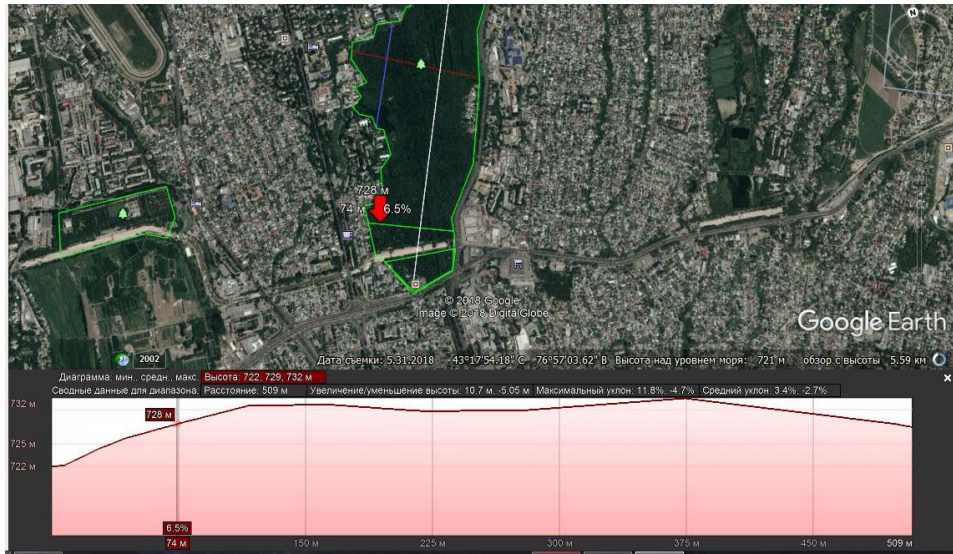 N
728 м
74 м 6.5%
© 2018 Google
Image © 2018 DigitalGlobe
Google Earth
2002
Дата съемки: 5.31.2018 43°17'54.18" С 76°57'03.62" В Высота над уровнем моря: 721 м обзор с высоты 5.59 км
Диаграмма: мин., средн., макс. Высота: 722, 729, 732 м
Сводные данные для диапазона: Расстояние: 509 м Увеличение/уменьшение высоты: 10.7 м, -5.05 м Максимальный уклон: 11.8%, -4.7% Средний уклон: 3.4%, -2.7%
732 м
728 м
725 м
722 м
6.5%
74 м 150 м 225 м 300 м 375 м 450 м 509 м